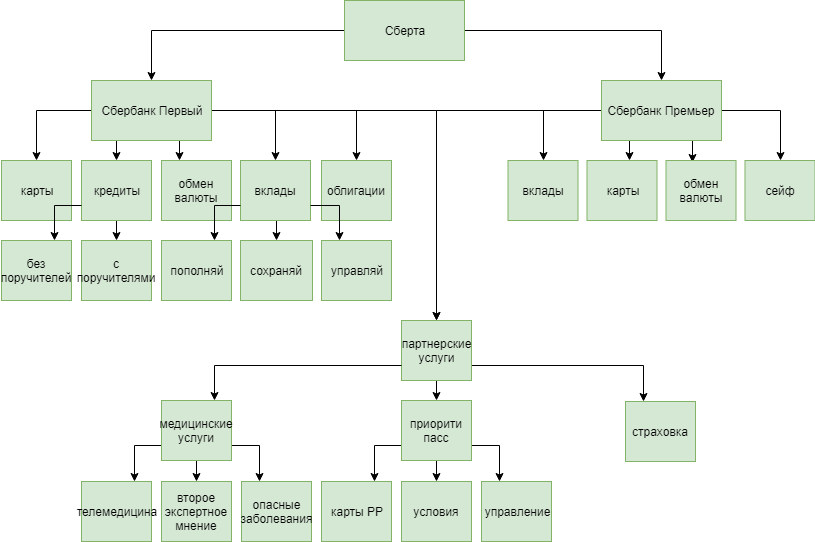 Сберта
Сбербанк Первый
Сбербанк Премьер
карты
кредиты
обмен
валюты
вклады
облигации
вклады
карты
обмен
валюты
сейф
без
поручителей
с
поручителями
пополняй
сохраняй
управляй
партнерские
услуги
медицинские
услуги
приорити
пасс
страховка
телемедицина
второе
экспертное
мнение
опасные
заболевания
карты PP
условия
управление